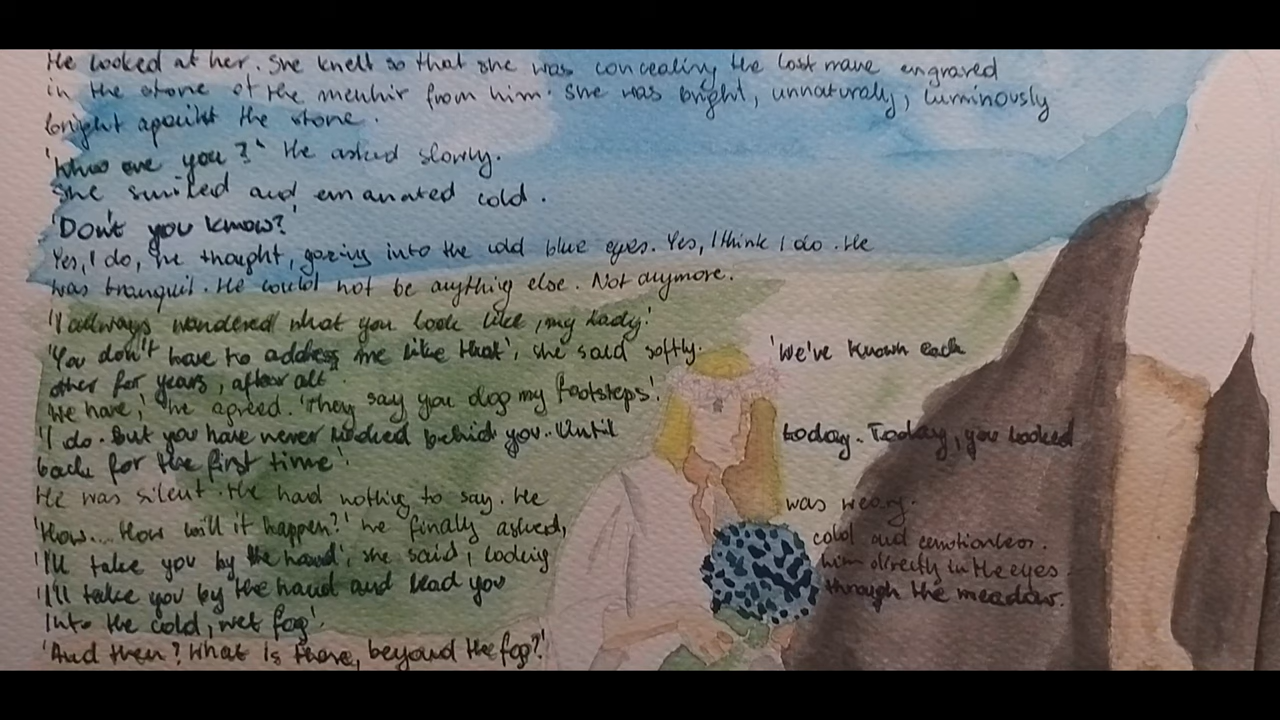 He looked at her. She knelt so that she was concealing the last name engraved
in the stone of the menhir from him. She was bright, unnaturaly, luminously
bright against the stone.
'Who are you?' He asked slowly.
She smiled and emanated cold.
'Don't you know?'
Yes, I do, he thought, gazing into the cold blue eyes. Yes, I think I do. He
was tranquil. He could not be anything else. Not anymore.
'I allways wandered what you look like, my Lady.'
'You don't have to address me like that', she said softly. 'We've known each
other for years, after all'.
'We have,' he agreed. 'They say you dog my footsteps'.
'I do. But you have never looked behind you. Until today. Today, you looked
back for the first time'.
He was silent. He had nothing to say. He was weary.
'How... How will it happen?' he finally asked, cold and emotionless.
'I'll take you by the hand', she said, looking him directly in the eyes
'I'll take you by the hand and lead you through the meadow.
Into the cold, wet fog'.
'And then? What is there, beyond the fog?'